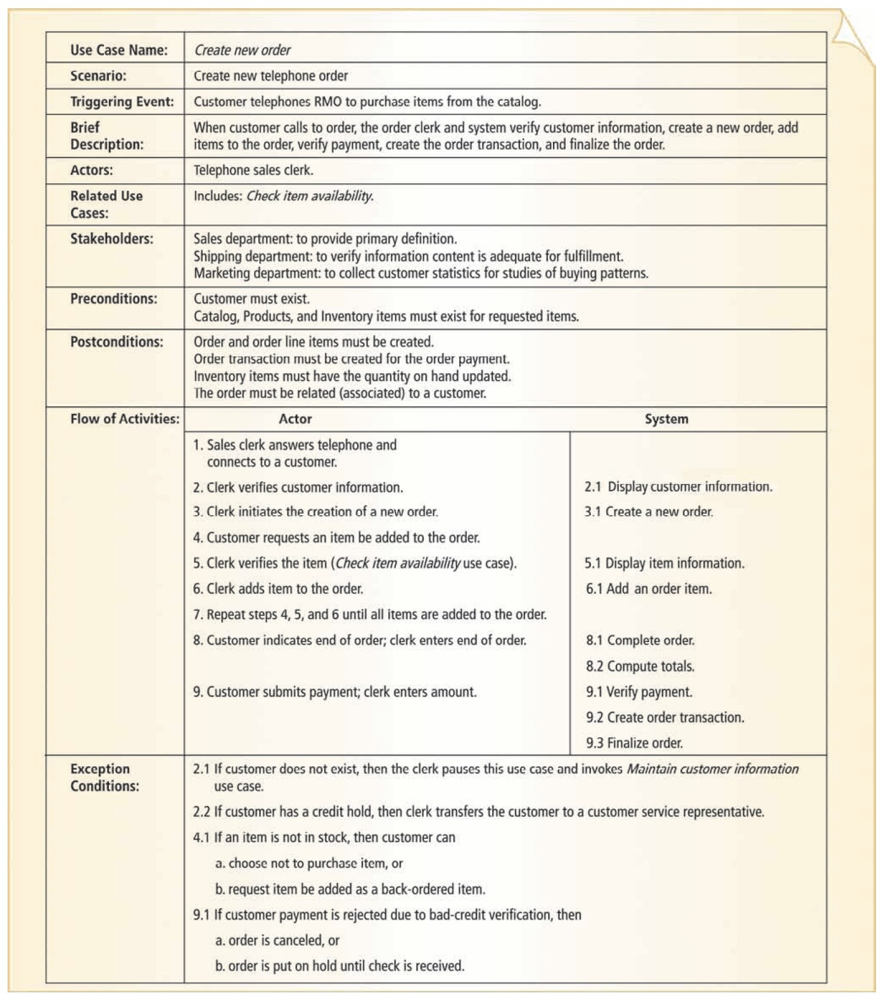 Use Case Name: Create new order
Scenario: Create new telephone order
Triggering Event: Customer telephones RMO to purchase items from the catalog.
Brief Description: When customer calls to order, the order clerk and system verify customer information, create a new order, add
items to the order, verify payment, create the order transaction, and finalize the order.
Actors: Telephone sales clerk.
Related Use Cases: Includes: Check item availability.
Stakeholders: Sales department: to provide primary definition.
Shipping department: to verify information content is adequate for fulfillment.
Marketing department: to collect customer statistics for studies of buying patterns.
Preconditions: Customer must exist.
Catalog, Products, and Inventory items must exist for requested items.
Postconditions: Order and order line items must be created.
Order transaction must be created for the order payment.
Inventory items must have the quantity on hand updated.
The order must be related (associated) to a customer.
Flow of Activities: Actor System
1. Sales clerk answers telephone and
connects to a customer.
2. Clerk verifies customer information. 2.1 Display customer information.
3. Clerk initiates the creation of a new order. 3.1 Create a new order.
4. Customer requests an item be added to the order.
5. Clerk verifies the item (Check item availability use case). 5.1 Display item information.
6. Clerk adds item to the order. 6.1 Add an order item.
7. Repeat steps 4, 5, and 6 until all items are added to the order.
8. Customer indicates end of order; clerk enters end of order. 8.1 Complete order.
8.2 Compute totals.
9. Customer submits payment; clerk enters amount. 9.1 Verify payment.
9.2 Create order transaction.
9.3 Finalize order.
Exception Conditions: 2.1 If customer does not exist, then the clerk pauses this use case and invokes Maintain customer information
use case.
2.2 If customer has a credit hold, then clerk transfers the customer to a customer service representative.
4.1 If an item is not in stock, then customer can
a. choose not to purchase item, or
b. request item be added as a back-ordered item.
9.1 If customer payment is rejected due to bad-credit verification, then
a. order is canceled, or
b. order is put on hold until check is received.